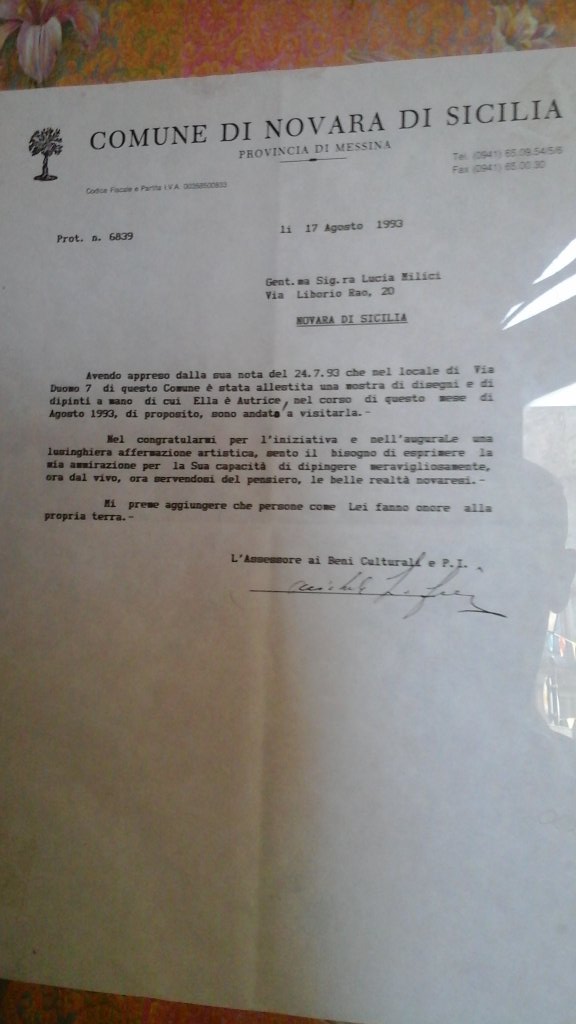 COMUNE DI NOVARA DI SICILIA
PROVINCIA DI MESSINA
Tel. (0941) 65.09.54/5/6
Fax (0941) 65.00.30
Codice Fiscale e Partita I.V.A. 00358500833
Prot. n. 6839
li 17 Agosto 1993
Gent.ma Sig.ra Lucia Milici
Via Liborio Rao, 20
NOVARA DI SICILIA
Avendo appreso dalla sua nota del 24.7.93 che nel locale di Via
Duomo 7 di questo Comune è stata allestita una mostra di disegni e di
dipinti a mano di cui Ella è Autrice, nel corso di questo mese di
Agosto 1993, di proposito, sono andata a visitarla.-
Nel congratularmi per l'iniziativa e nell'auguraLe una
lusinghiera affermazione artistica, sento il bisogno di esprimere la
mia ammirazione per la Sua capacità di dipingere meravigliosamente,
ora dal vivo, ora servendosi del pensiero, le belle realtà novaresi.-
Mi preme aggiungere che persone come Lei fanno onore alla
propria terra.-
L'Assessore ai Beni Culturali e P.I.